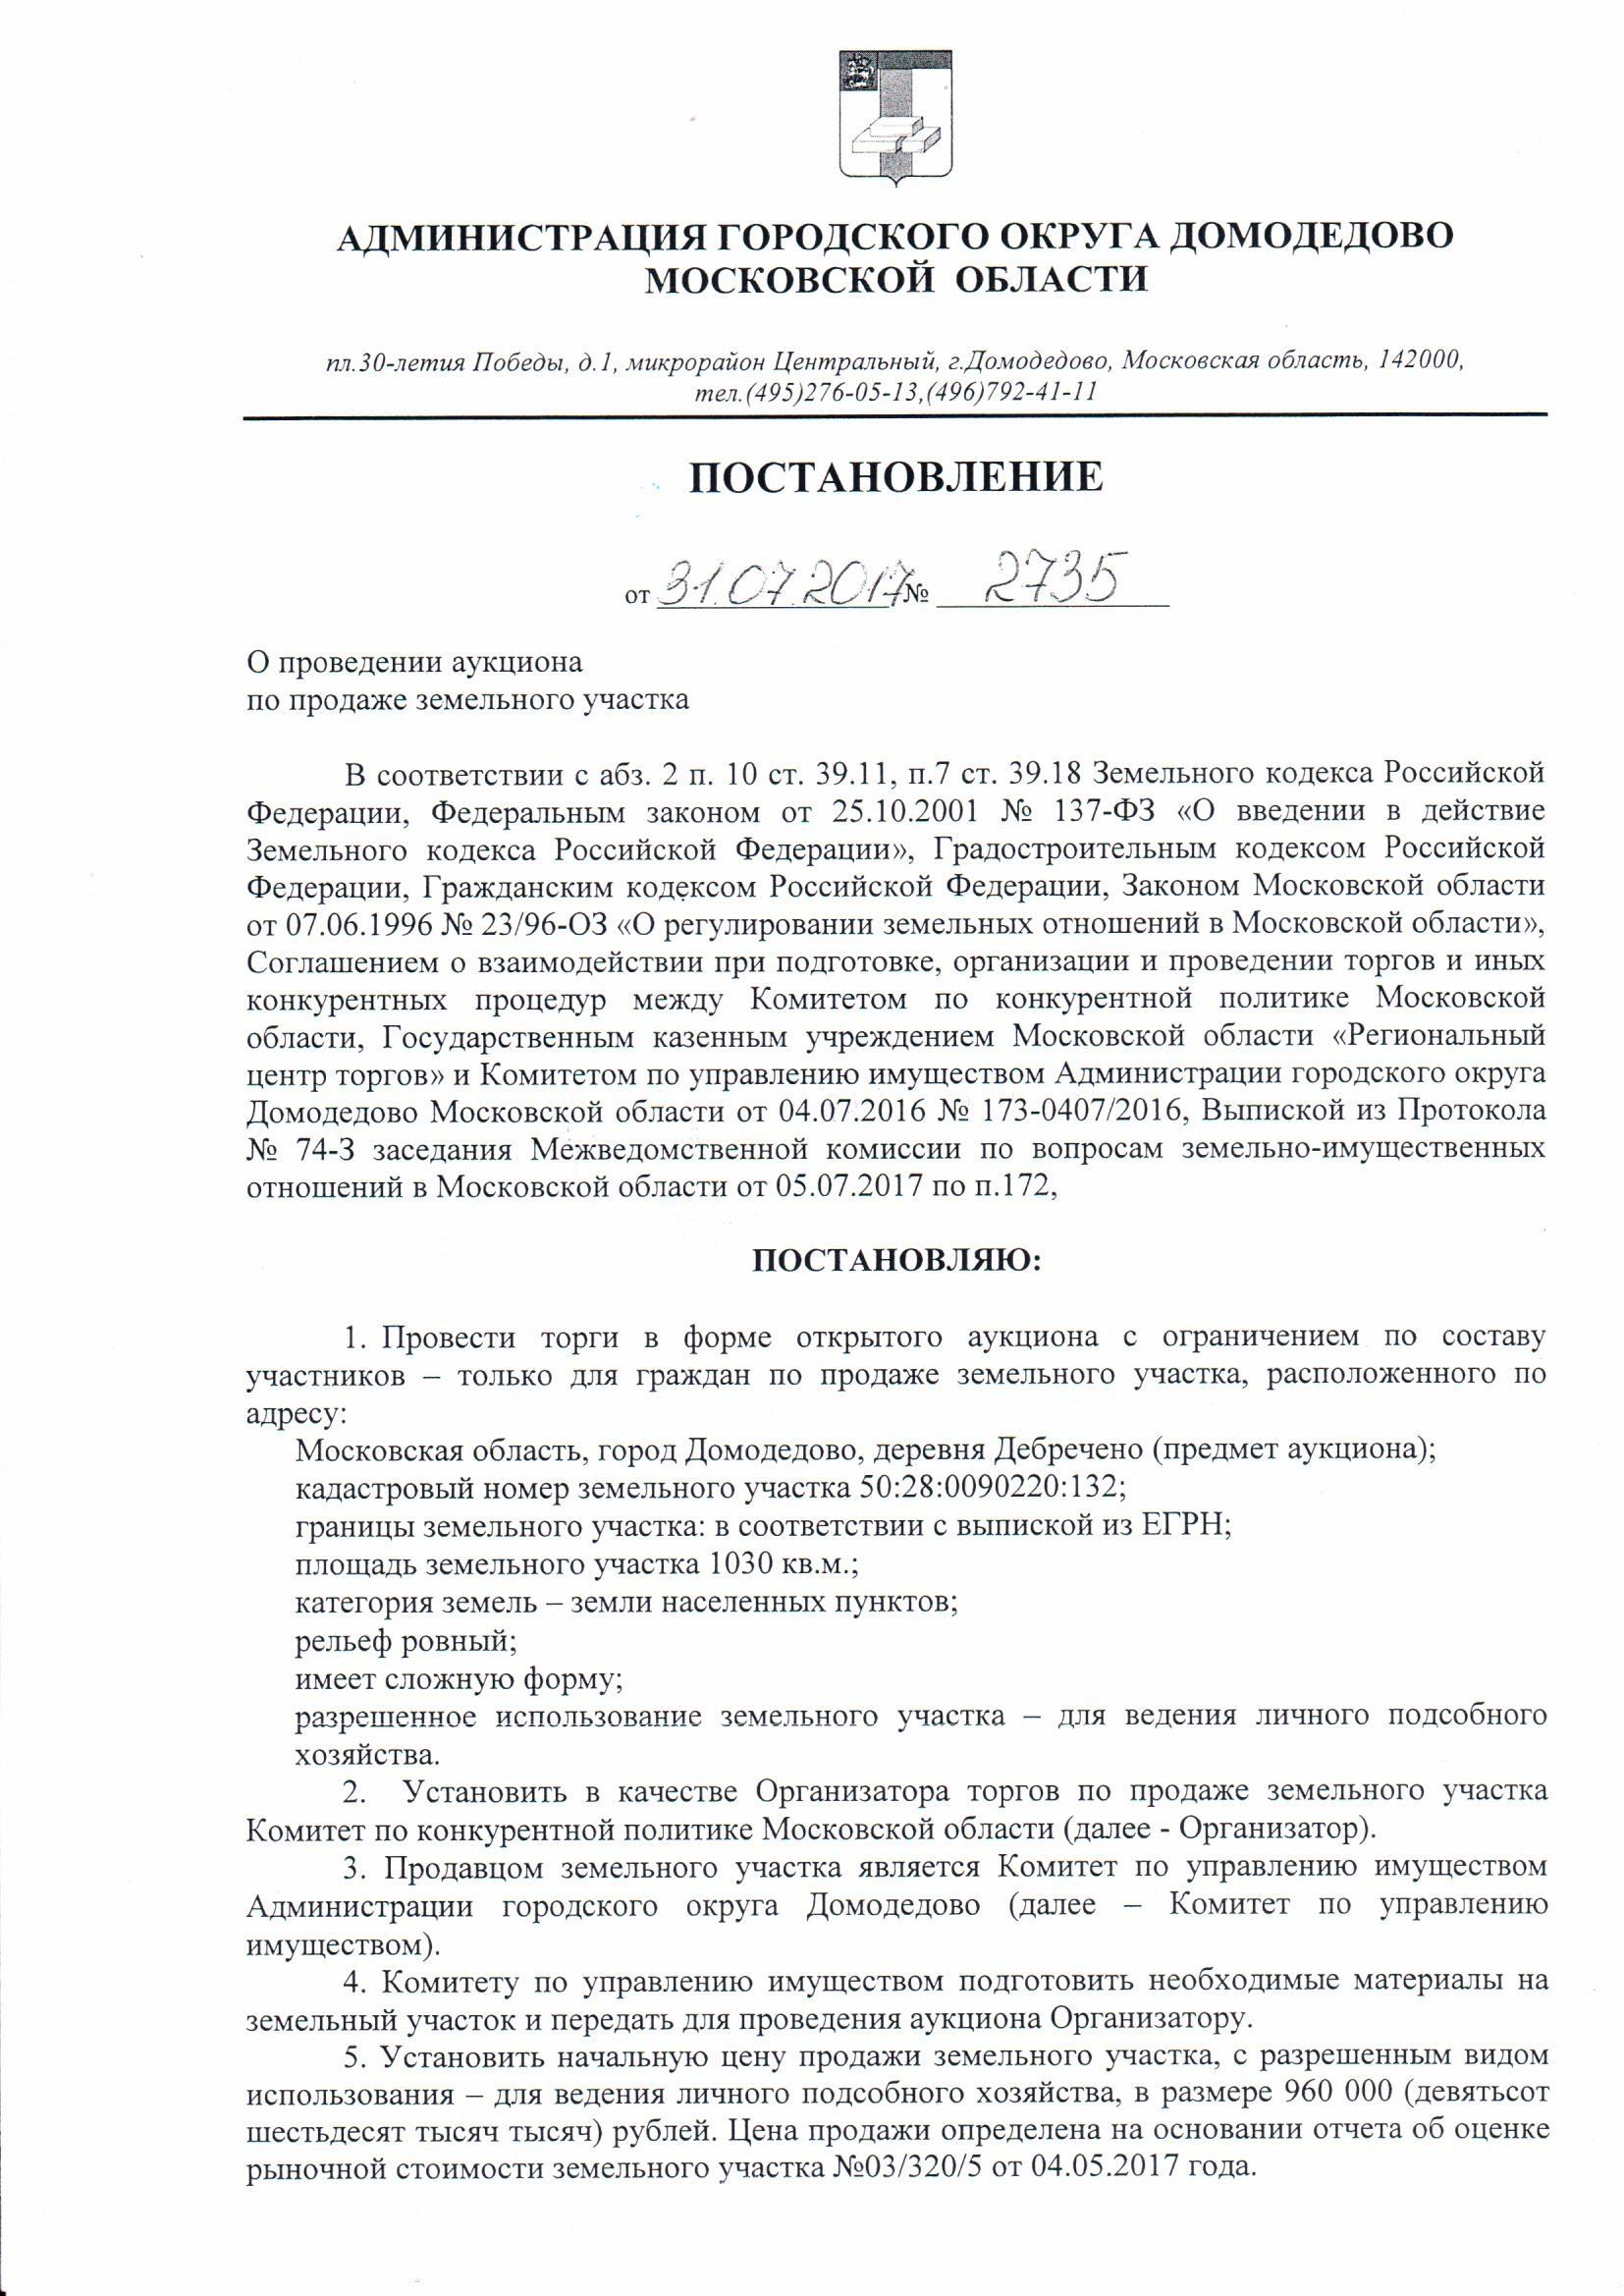 АДМИНИСТРАЦИЯ ГОРОДСКОГО ОКРУГА ДОМОДЕДОВО
МОСКОВСКОЙ ОБЛАСТИ
пл.30-летия Победы, д.1, микрорайон Центральный, г.Домодедово, Московская область, 142000,
тел.(495)276-05-13,(496)792-41-11
ПОСТАНОВЛЕНИЕ
от 31.07.2017 № 2735
О проведении аукциона
по продаже земельного участка
В соответствии с абз. 2 п. 10 ст. 39.11, п.7 ст. 39.18 Земельного кодекса Российской
Федерации, Федеральным законом от 25.10.2001 № 137-ФЗ «О введении в действие
Земельного кодекса Российской Федерации», Градостроительным кодексом Российской
Федерации, Гражданским кодексом Российской Федерации, Законом Московской области
от 07.06.1996 № 23/96-ОЗ «О регулировании земельных отношений в Московской области»,
Соглашением о взаимодействии при подготовке, организации и проведении торгов и иных
конкурентных процедур между Комитетом по конкурентной политике Московской
области, Государственным казенным учреждением Московской области «Региональный
центр торгов» и Комитетом по управлению имуществом Администрации городского округа
Домодедово Московской области от 04.07.2016 № 173-0407/2016, Выпиской из Протокола
№ 74-З заседания Межведомственной комиссии по вопросам земельно-имущественных
отношений в Московской области от 05.07.2017 по п.172,
ПОСТАНОВЛЯЮ:
1. Провести торги в форме открытого аукциона с ограничением по составу
участников – только для граждан по продаже земельного участка, расположенного по
адресу:
Московская область, город Домодедово, деревня Дебречено (предмет аукциона);
кадастровый номер земельного участка 50:28:0090220:132;
границы земельного участка: в соответствии с выпиской из ЕГРН;
площадь земельного участка 1030 кв.м.;
категория земель – земли населенных пунктов;
рельеф ровный;
имеет сложную форму;
разрешенное использование земельного участка – для ведения личного подсобного
хозяйства.
2. Установить в качестве Организатора торгов по продаже земельного участка
Комитет по конкурентной политике Московской области (далее - Организатор).
3. Продавцом земельного участка является Комитет по управлению имуществом
Администрации городского округа Домодедово (далее – Комитет по управлению
имуществом).
4. Комитету по управлению имуществом подготовить необходимые материалы на
земельный участок и передать для проведения аукциона Организатору.
5. Установить начальную цену продажи земельного участка, с разрешенным видом
использования – для ведения личного подсобного хозяйства, в размере 960 000 (девятьсот
шестьдесят тысяч тысяч) рублей. Цена продажи определена на основании отчета об оценке
рыночной стоимости земельного участка №03/320/5 от 04.05.2017 года.